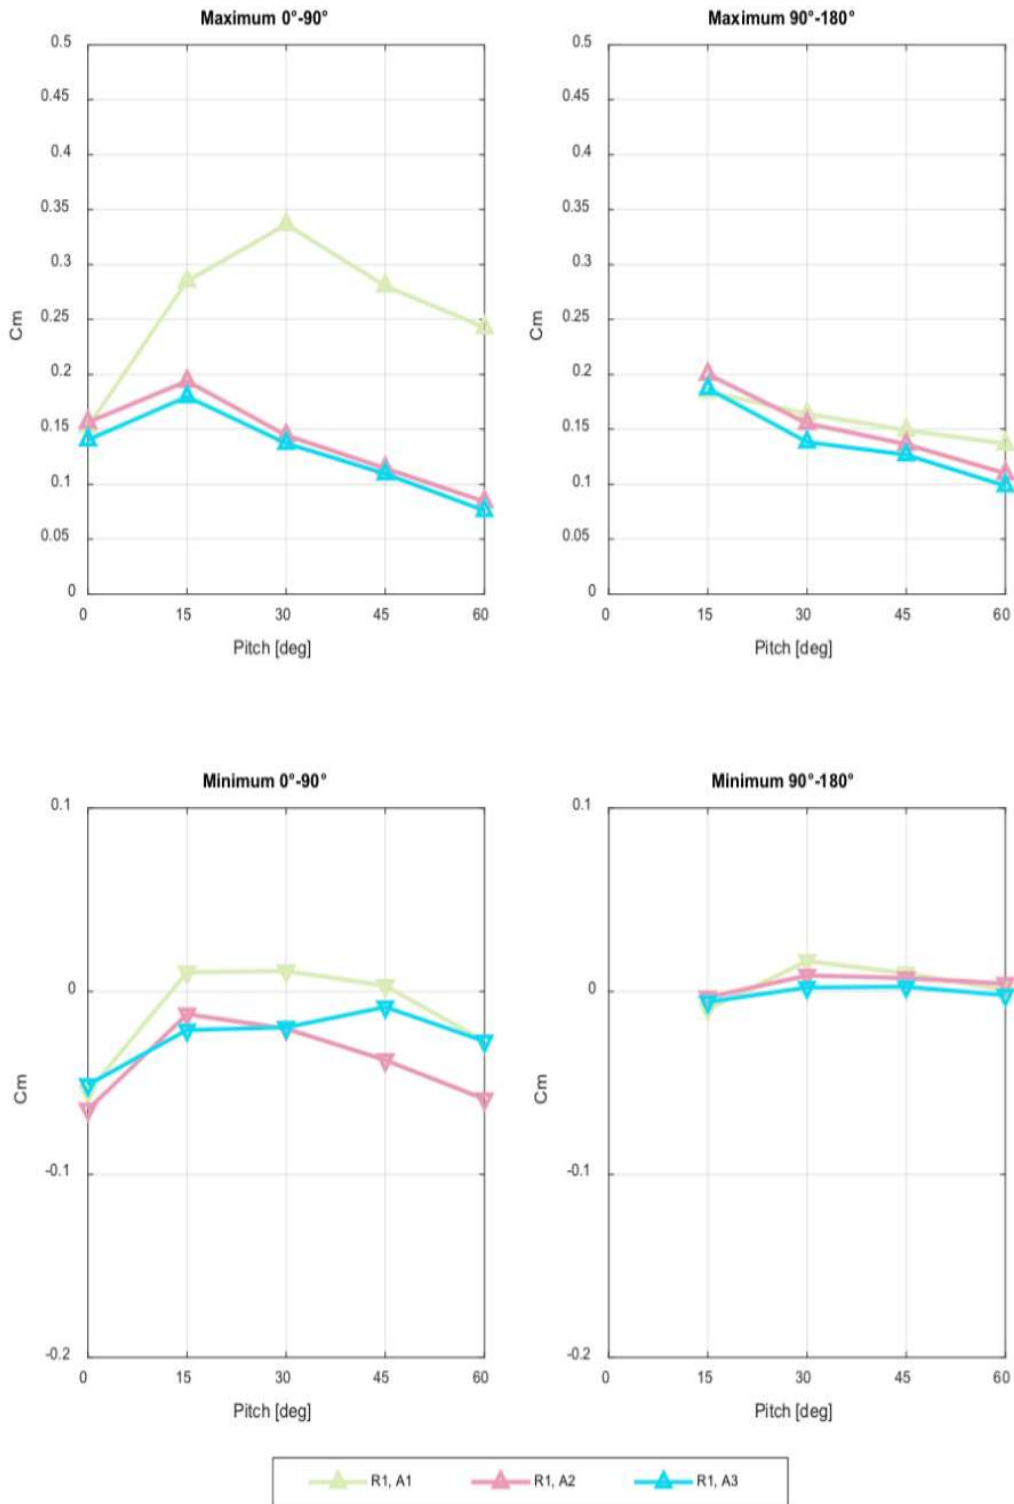 Maximum 0°-90°
0.5
0.45
0.4
0.35
0.3
0.25
0.2
0.15
0.1
0.05
0
Cm
0 15 30 45 60
Pitch [deg]
Maximum 90°-180°
0.5
0.45
0.4
0.35
0.3
0.25
0.2
0.15
0.1
0.05
0
Cm
0 15 30 45 60
Pitch [deg]
Minimum 0°-90°
0.1
0
-0.1
-0.2
Cm
0 15 30 45 60
Pitch [deg]
Minimum 90°-180°
0.1
0
-0.1
-0.2
Cm
0 15 30 45 60
Pitch [deg]
R1, A1 R1, A2 R1, A3